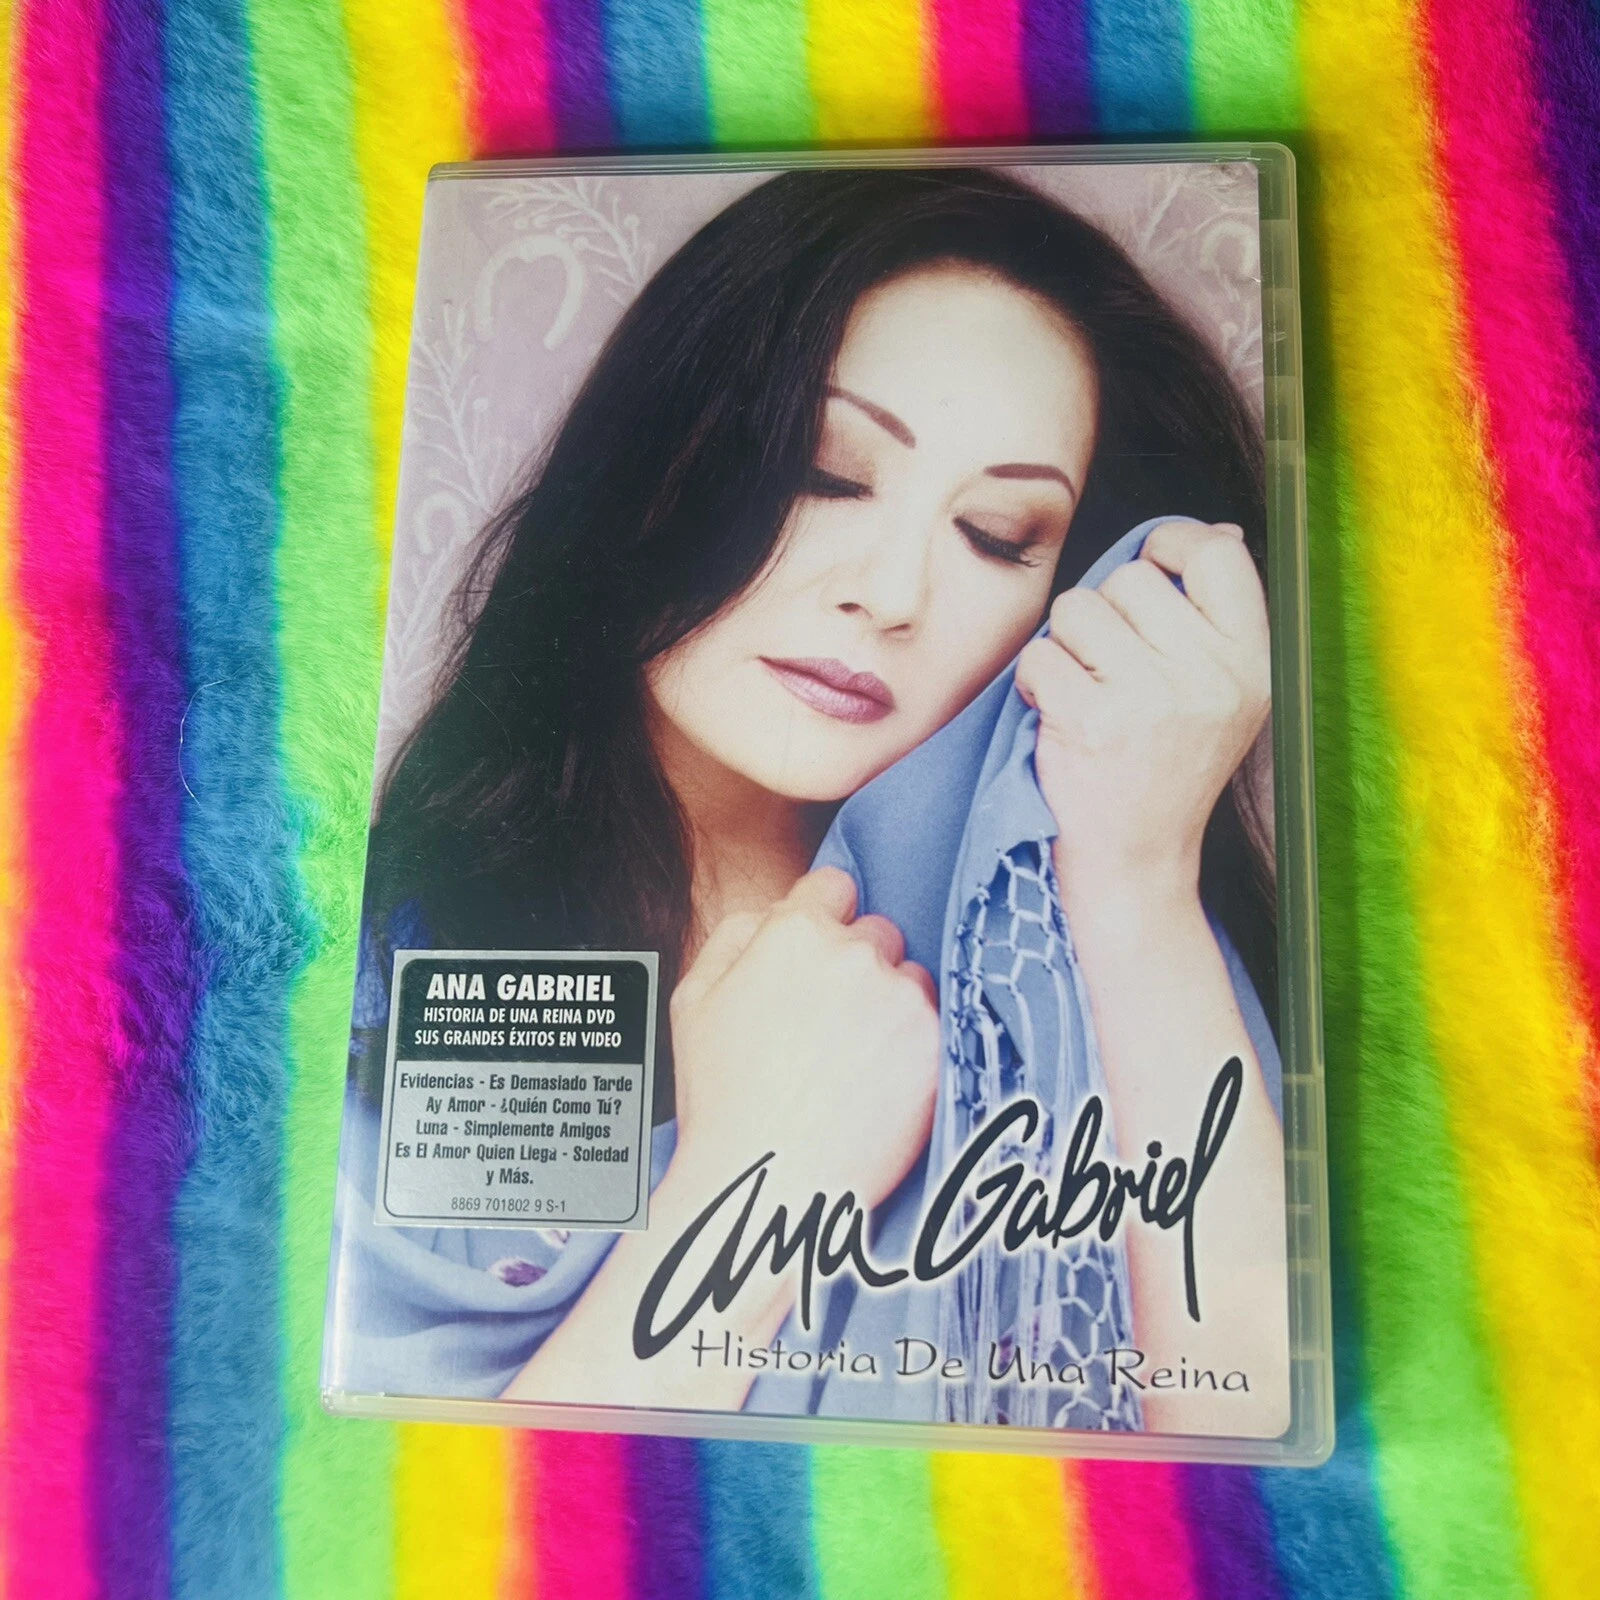 ANA GABRIEL
HISTORIA DE UNA REINA DVD
SUS GRANDES ÉXITOS EN VIDEO
Evidencias - Es Demasiado Tarde
Ay Amor - ¿Quién Como Tú?
Luna - Simplemente Amigos
Es El Amor Quien Llega - Soledad
y Más.
8869 701802 9 S-1
Ana Gabriel
Historia De Una Reina